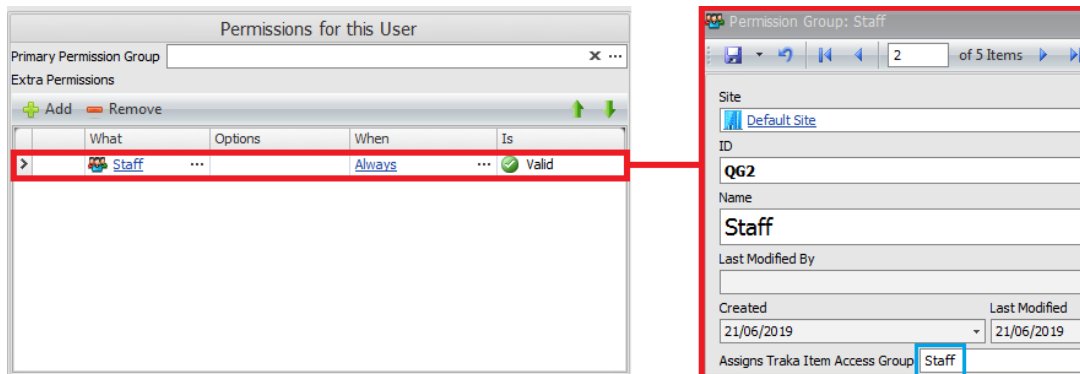 Permissions for this User
Primary Permission Group
Extra Permissions
Add Remove
What Options When Is
Staff ... Always ... Valid
Permission Group: Staff
2 of 5 Items
Site
Default Site
ID
QG2
Name
Staff
Last Modified By
Created Last Modified
21/06/2019 21/06/2019
Assigns Traka Item Access Group Staff